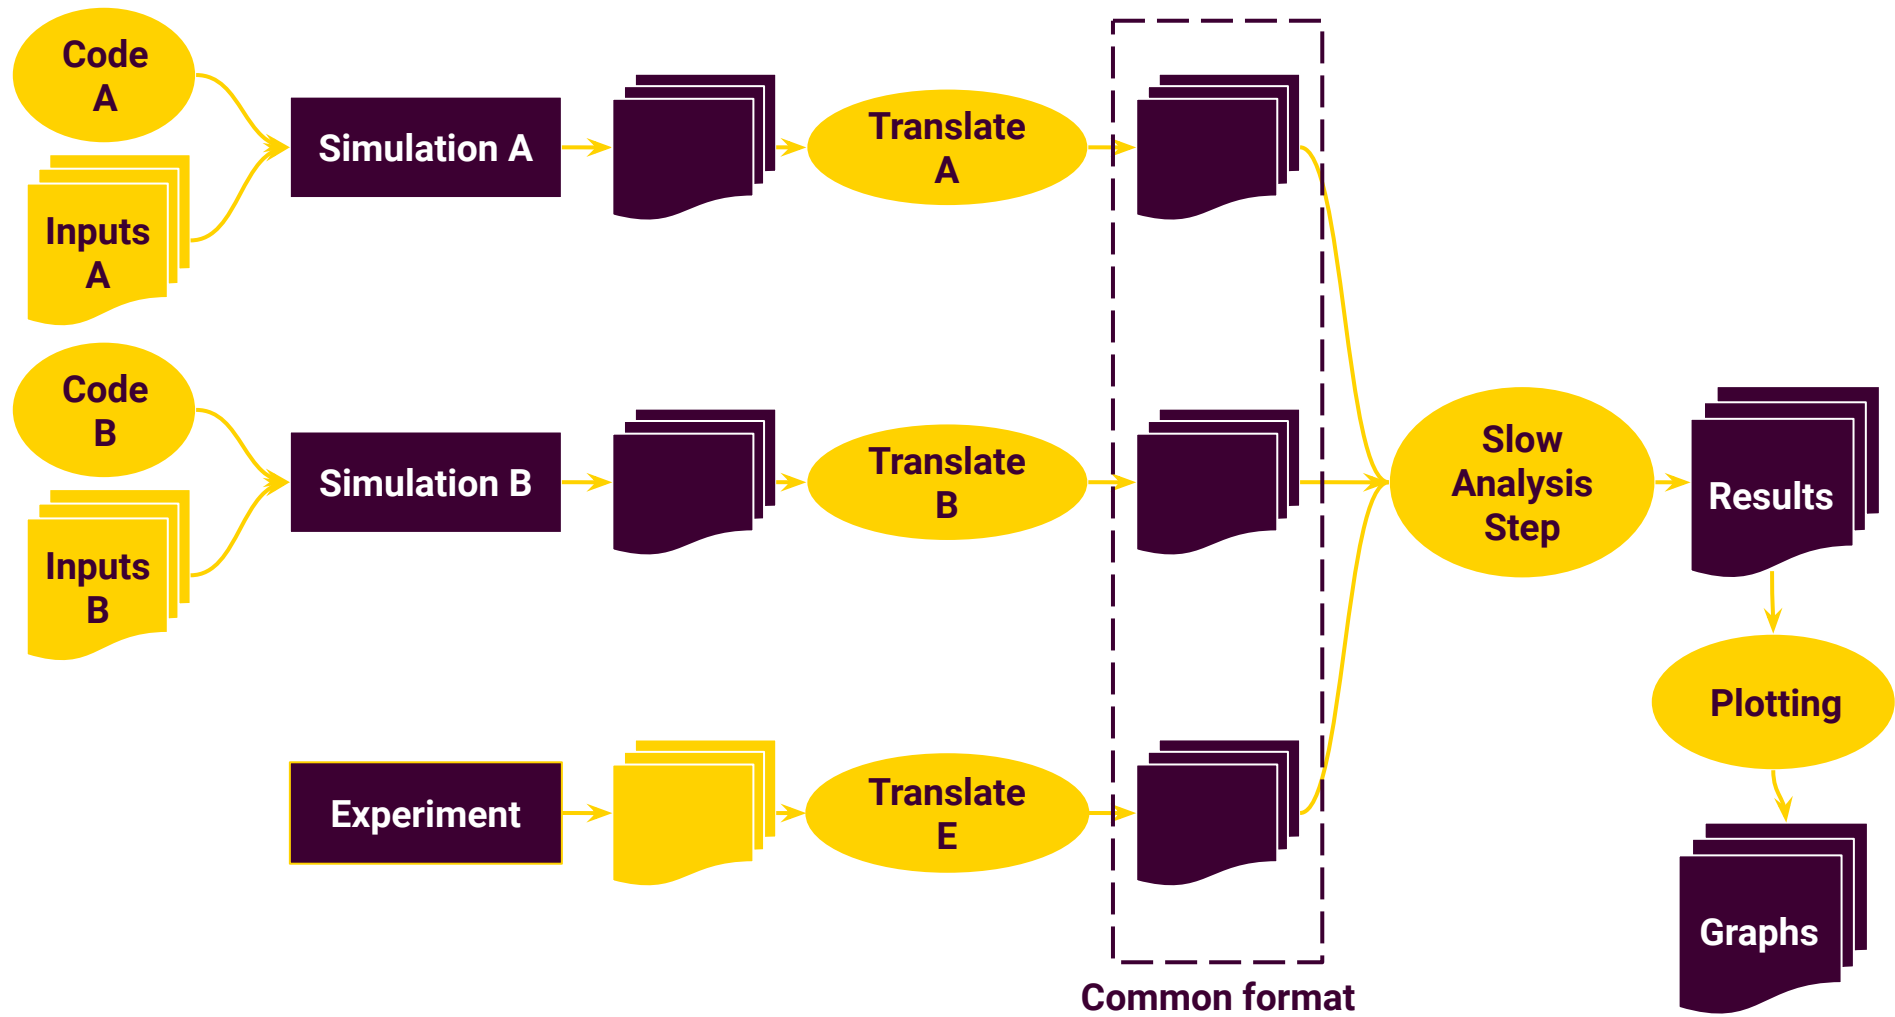 Code
A
Inputs
A
Simulation A
Translate
A
Code
B
Inputs
B
Simulation B
Translate
B
Experiment
Translate
E
Common format
Slow
Analysis
Step
Results
Plotting
Graphs